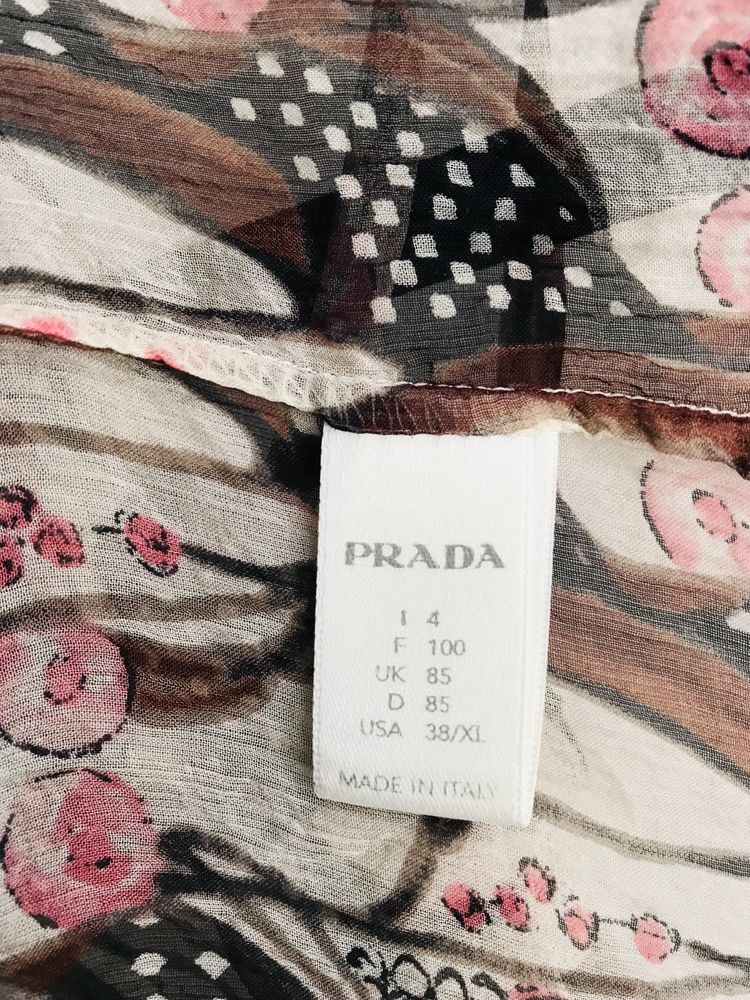 PRADA
I 4
F 100
UK 85
D 85
USA 38/XL
MADE IN ITALY